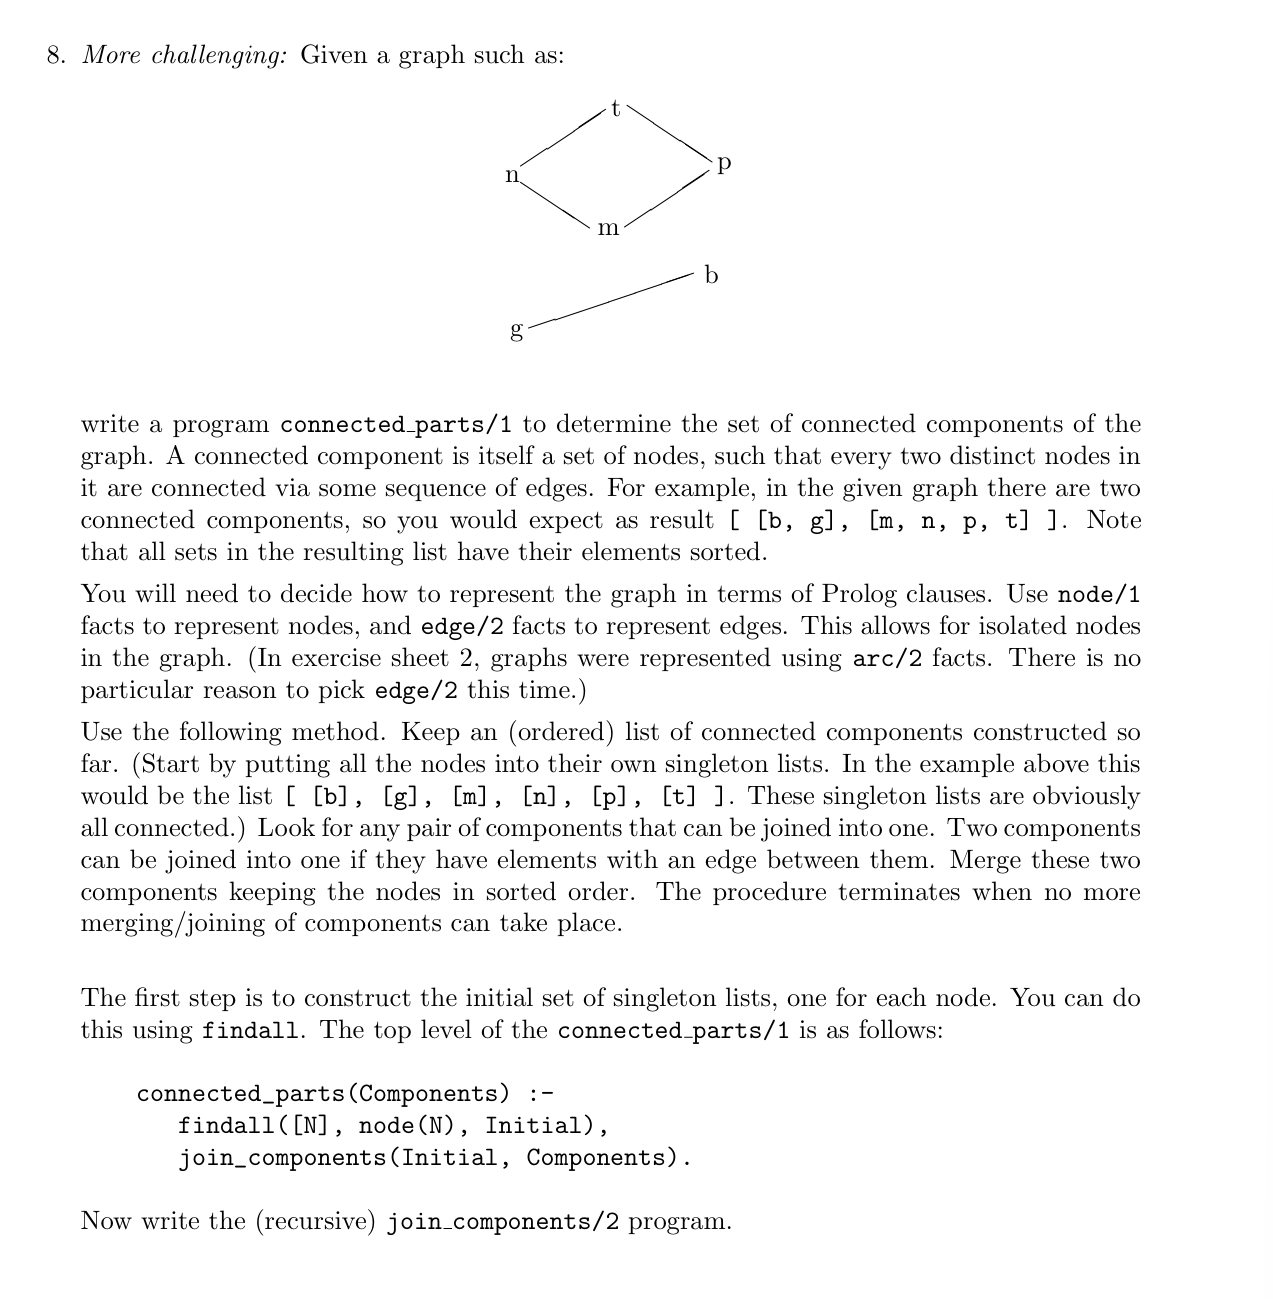 8. More challenging: Given a graph such as:
t
p
n
m
b
g
write a program connected_parts/1 to determine the set of connected components of the
graph. A connected component is itself a set of nodes, such that every two distinct nodes in
it are connected via some sequence of edges. For example, in the given graph there are two
connected components, so you would expect as result [ [b, g], [m, n, p, t] ]. Note
that all sets in the resulting list have their elements sorted.
You will need to decide how to represent the graph in terms of Prolog clauses. Use node/1
facts to represent nodes, and edge/2 facts to represent edges. This allows for isolated nodes
in the graph. (In exercise sheet 2, graphs were represented using arc/2 facts. There is no
particular reason to pick edge/2 this time.)
Use the following method. Keep an (ordered) list of connected components constructed so
far. (Start by putting all the nodes into their own singleton lists. In the example above this
would be the list [ [b], [g], [m], [n], [p], [t] ]. These singleton lists are obviously
all connected.) Look for any pair of components that can be joined into one. Two components
can be joined into one if they have elements with an edge between them. Merge these two
components keeping the nodes in sorted order. The procedure terminates when no more
merging/joining of components can take place.
The first step is to construct the initial set of singleton lists, one for each node. You can do
this using findall. The top level of the connected_parts/1 is as follows:
connected_parts(Components) :-
findall([N], node(N), Initial),
join_components(Initial, Components).
Now write the (recursive) join_components/2 program.